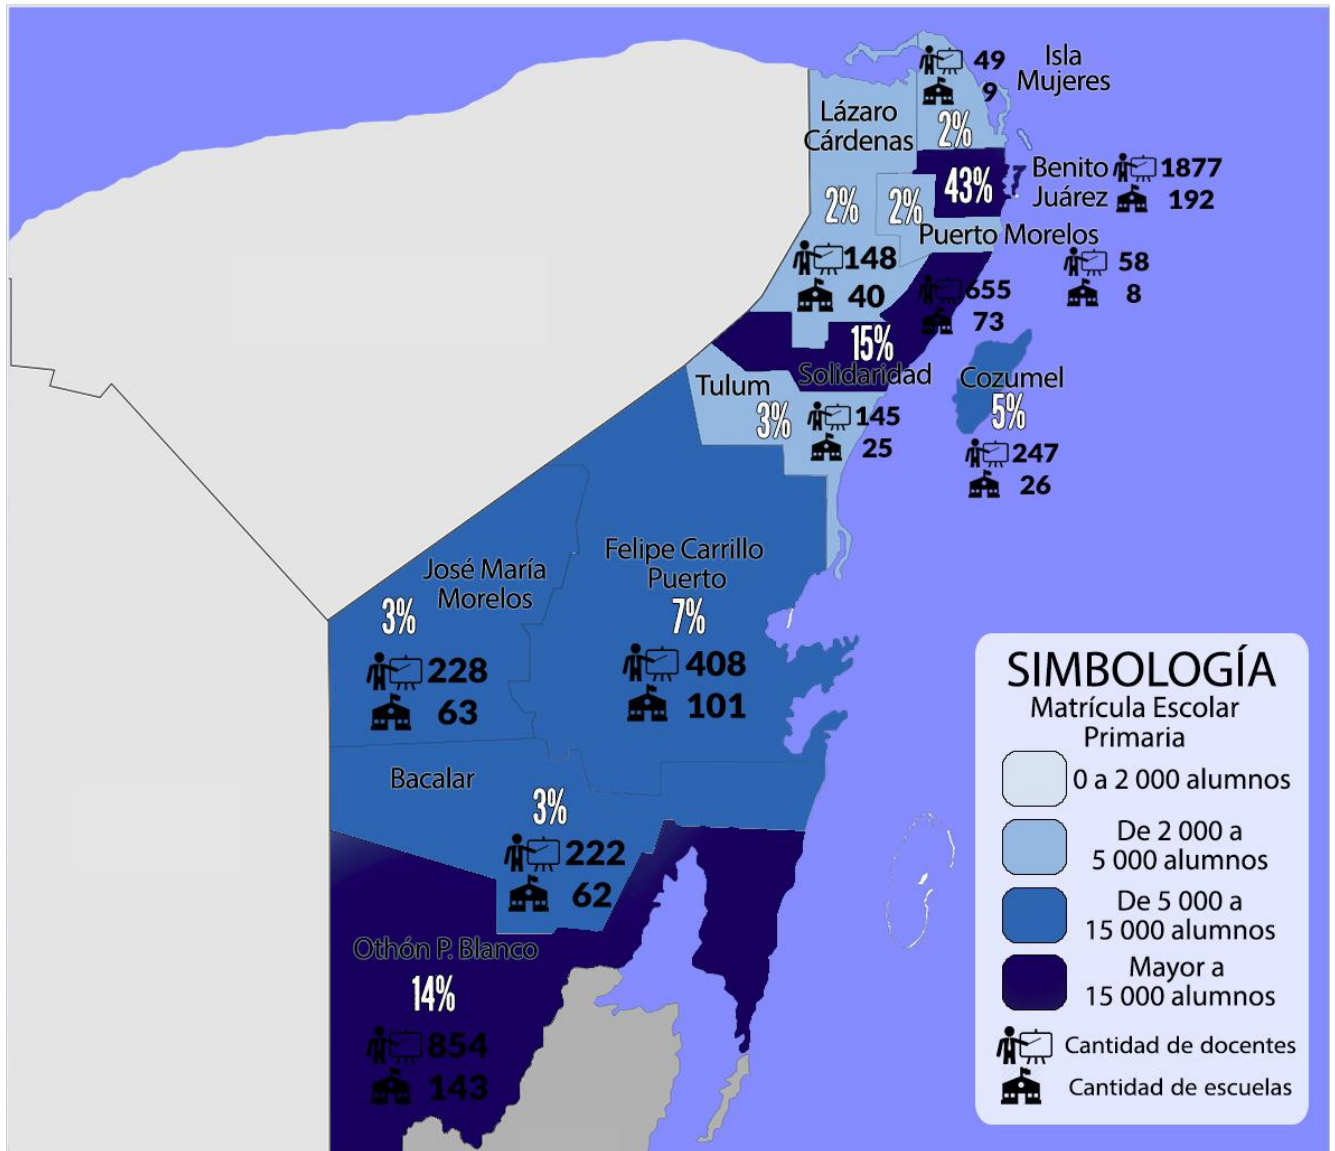 49
Isla
Mujeres
9
2%
Lázaro
Cárdenas
2%
148
40
2%
43%
Benito
Juárez
1877
192
Puerto Morelos
58
8
655
73
15%
Solidaridad
Tulum
3%
145
25
Cozumel
5%
247
26
José María
Morelos
3%
228
63
Felipe Carrillo
Puerto
7%
408
101
Bacalar
3%
222
62
Othón P. Blanco
14%
854
143
SIMBOLOGÍA
Matrícula Escolar
Primaria
0 a 2 000 alumnos
De 2 000 a
5 000 alumnos
De 5 000 a
15 000 alumnos
Mayor a
15 000 alumnos
Cantidad de docentes
Cantidad de escuelas